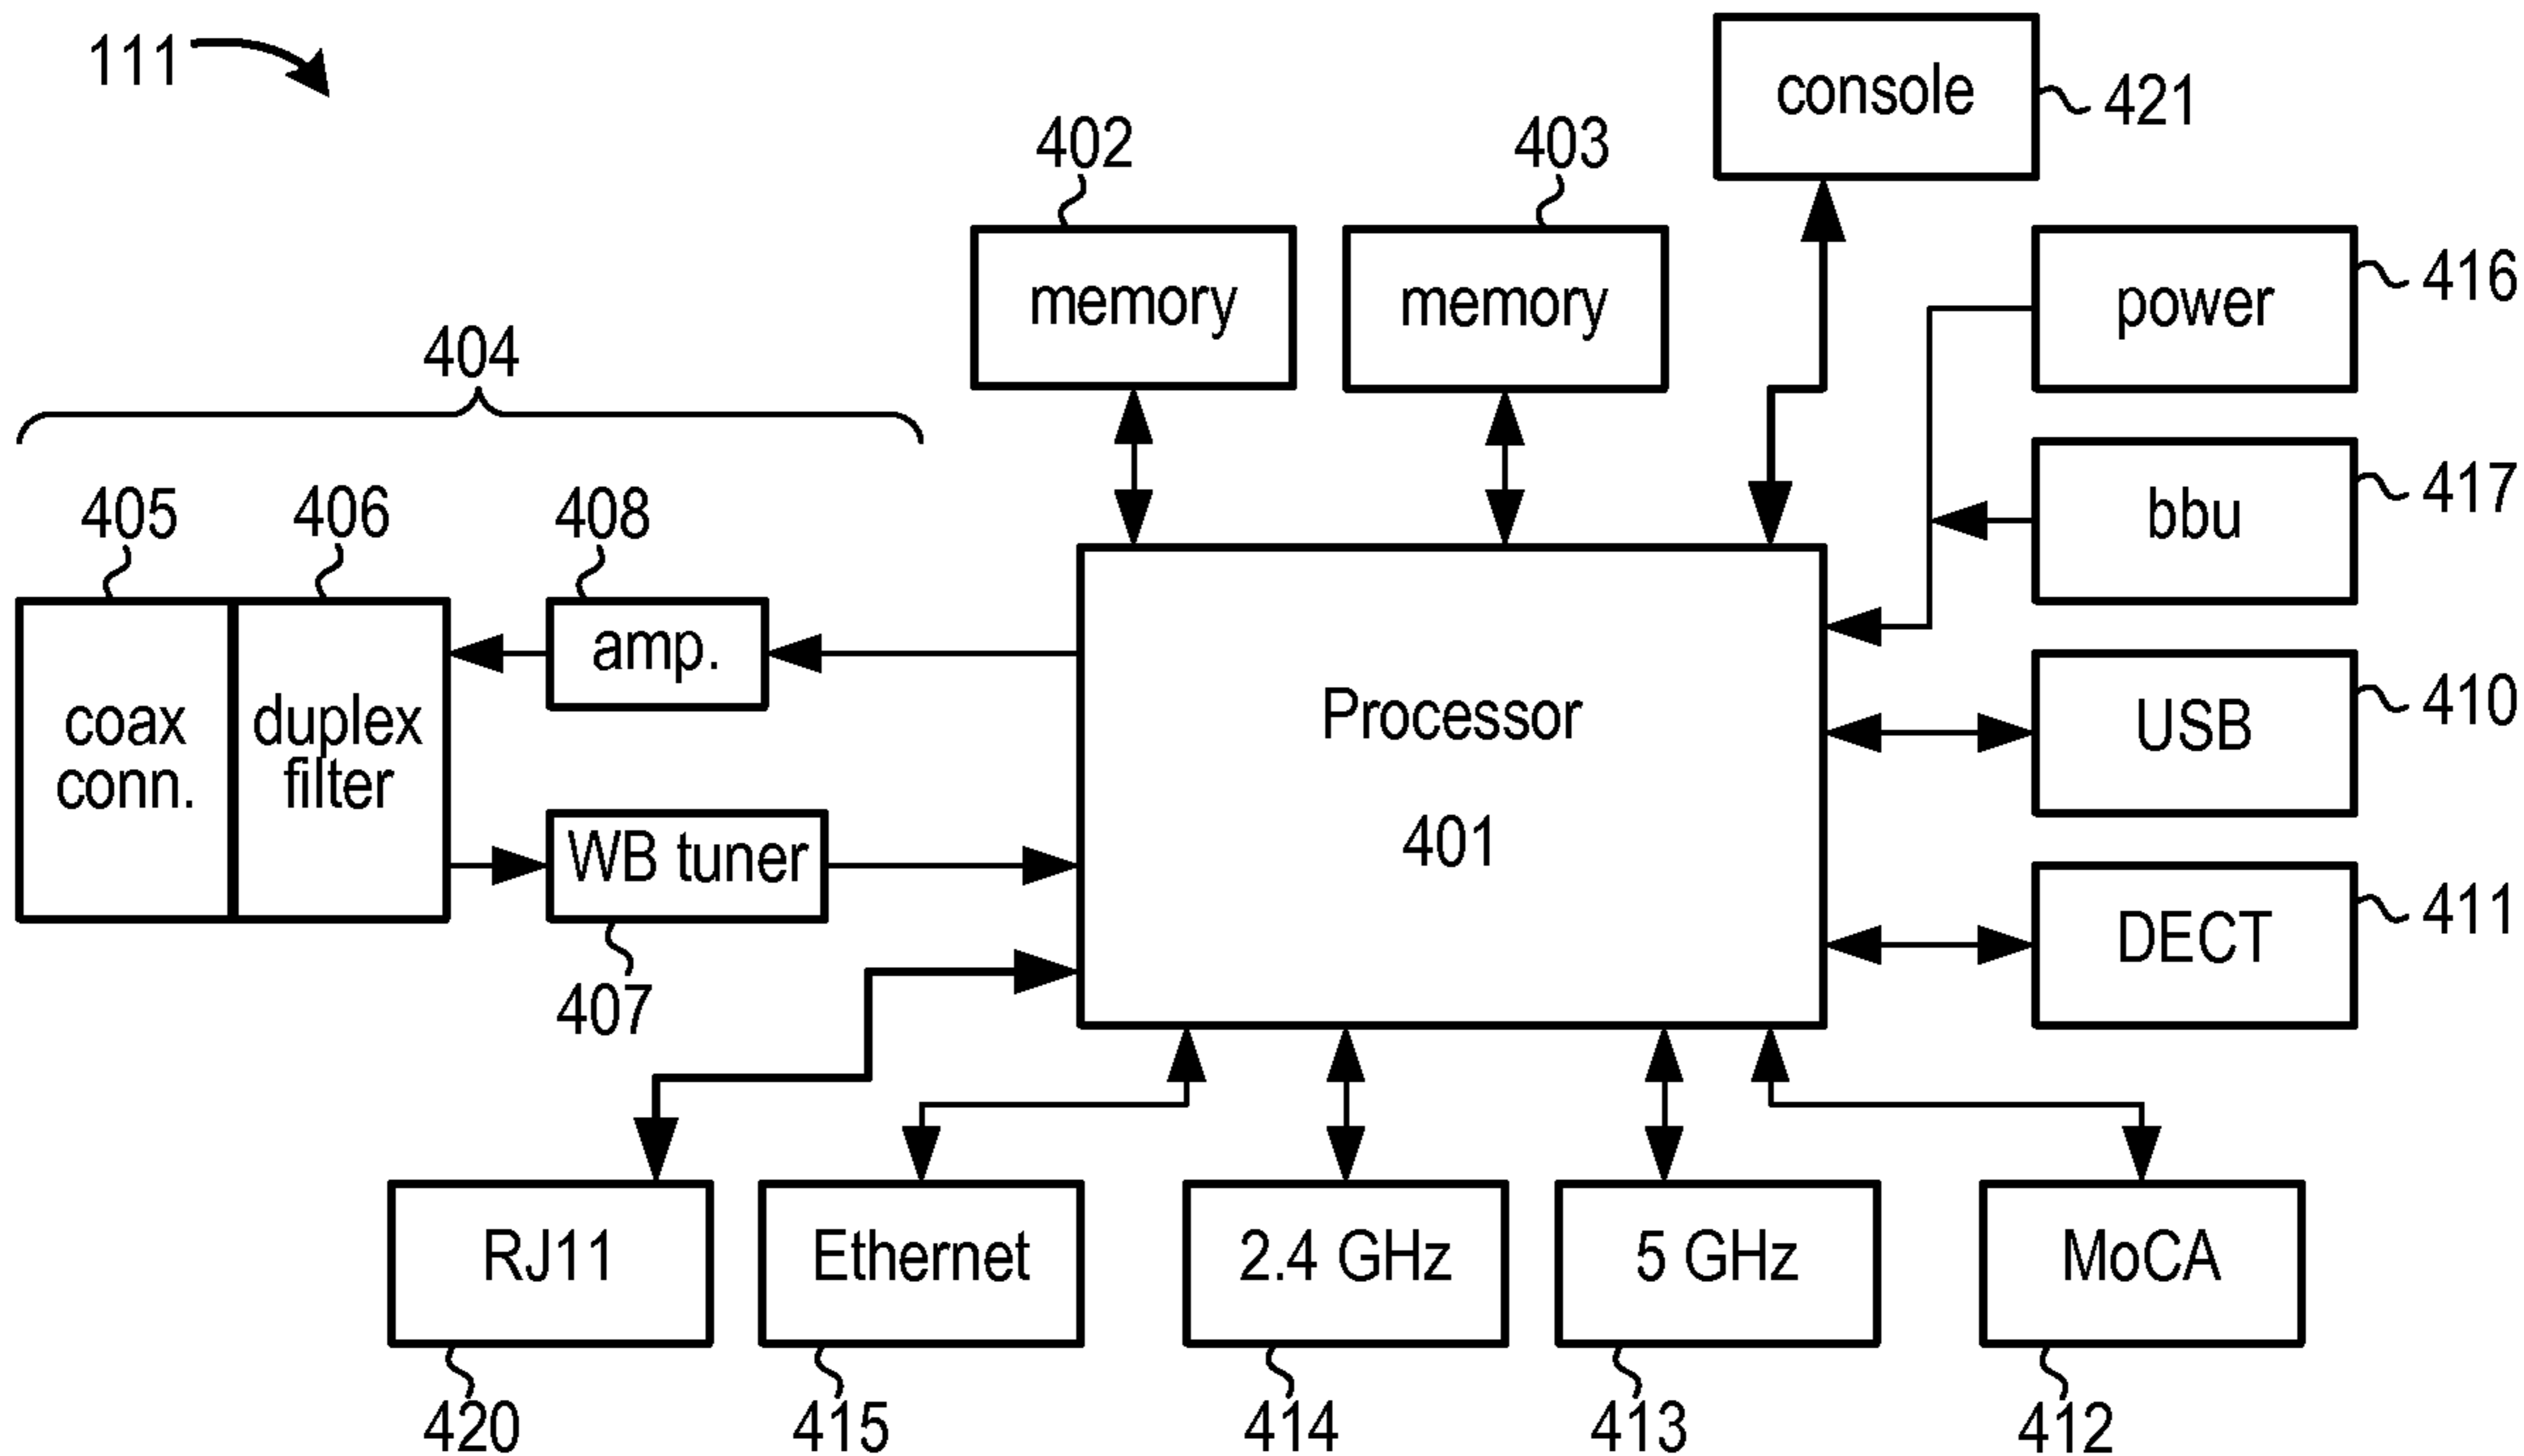 111
console
421
402
403
memory
memory
power
416
404
bbu
417
405
406
408
coax
conn.
duplex
filter
amp.
Processor
401
USB
410
WB tuner
407
DECT
411
RJ11
Ethernet
2.4 GHz
5 GHz
MoCA
420
415
414
413
412